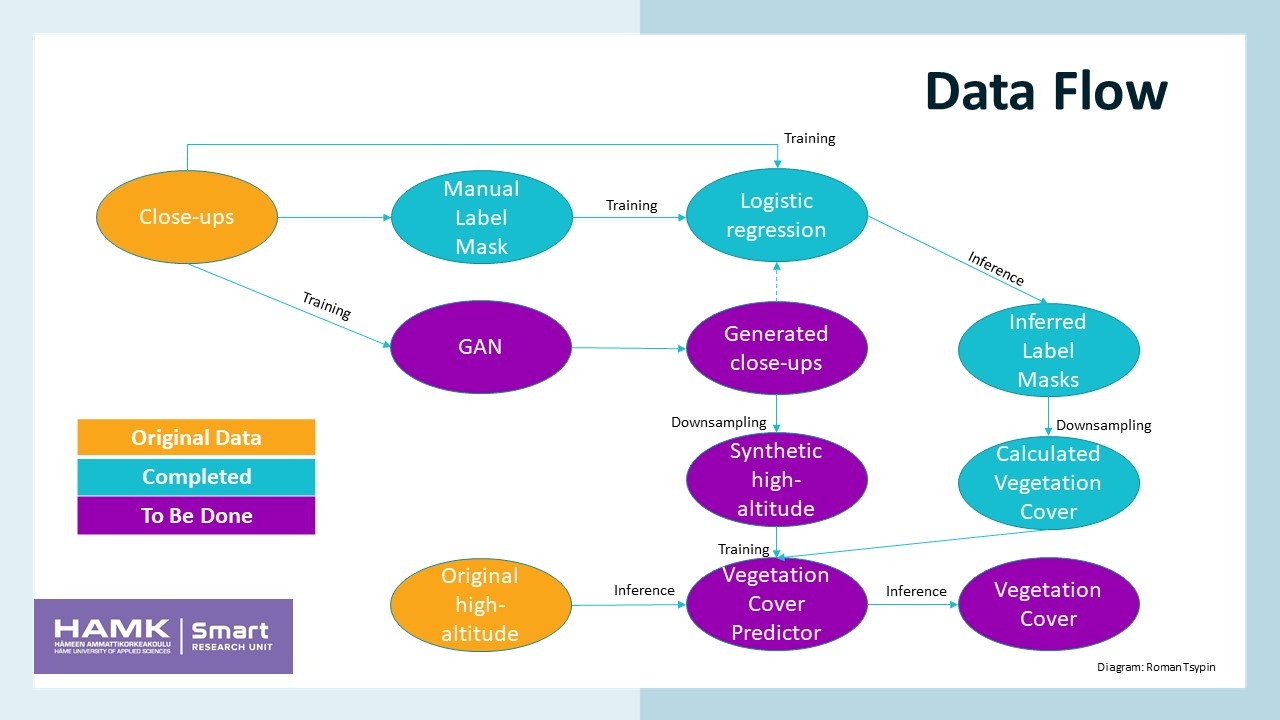 Data Flow
Training
Close-ups
Manual
Label
Mask
Training
Logistic
regression
Inference
Training
GAN
Generated
close-ups
Inferred
Label
Masks
Downsampling
Downsampling
Original Data
Completed
To Be Done
Synthetic
high-
altitude
Calculated
Vegetation
Cover
Training
Original
high-
altitude
Inference
Vegetation
Cover
Predictor
Inference
Vegetation
Cover
HAMK
HÄMEEN AMMATTIKORKEAKOULU
HÄME UNIVERSITY OF APPLIED SCIENCES
Smart
RESEARCH UNIT
Diagram: Roman Tsypin